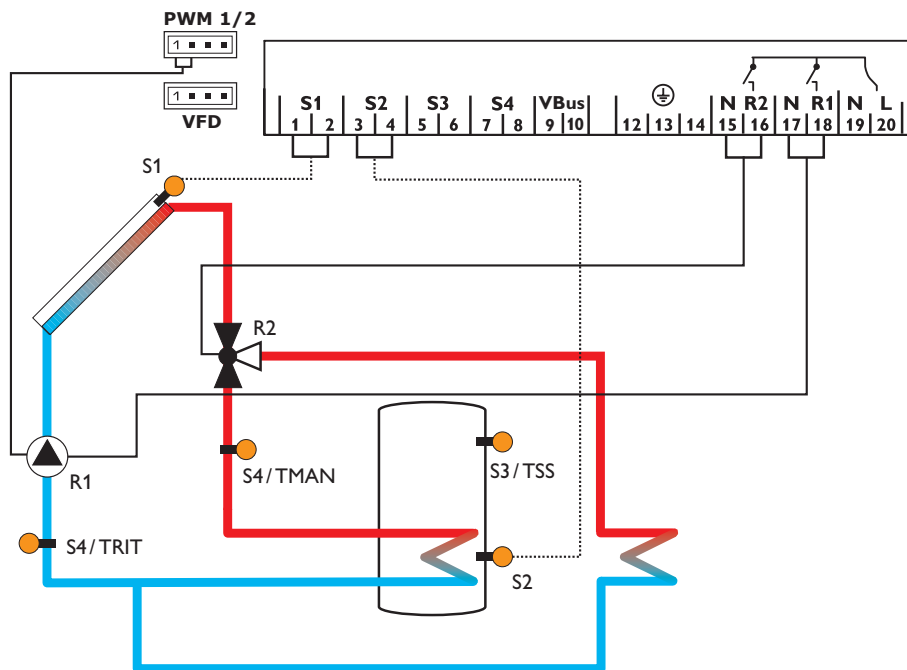 PWM 1/2
1
1
VFD
S1 S2 S3 S4 VBus N R2 N R1 N L
1 2 3 4 5 6 7 8 9 10 12 13 14 15 16 17 18 19 20
S1
R2
S4/TMAN
S3/TSS
R1
S4/TRIT
S2